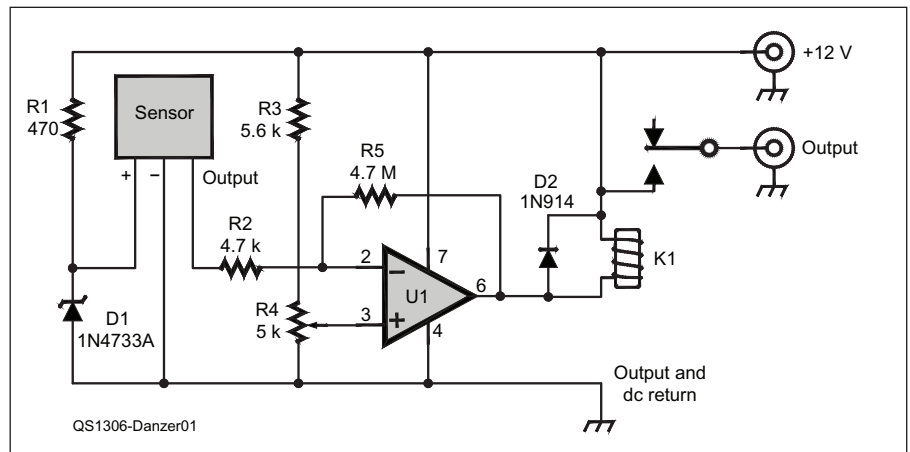 +12 V
R1
470
Sensor
R3
5.6 k
R5
4.7 M
Output
+
−
Output
D2
1N914
R2
4.7 k
K1
2
7
−
U1
6
R4
5 k
3
+
4
D1
1N4733A
Output and
dc return
QS1306-Danzer01